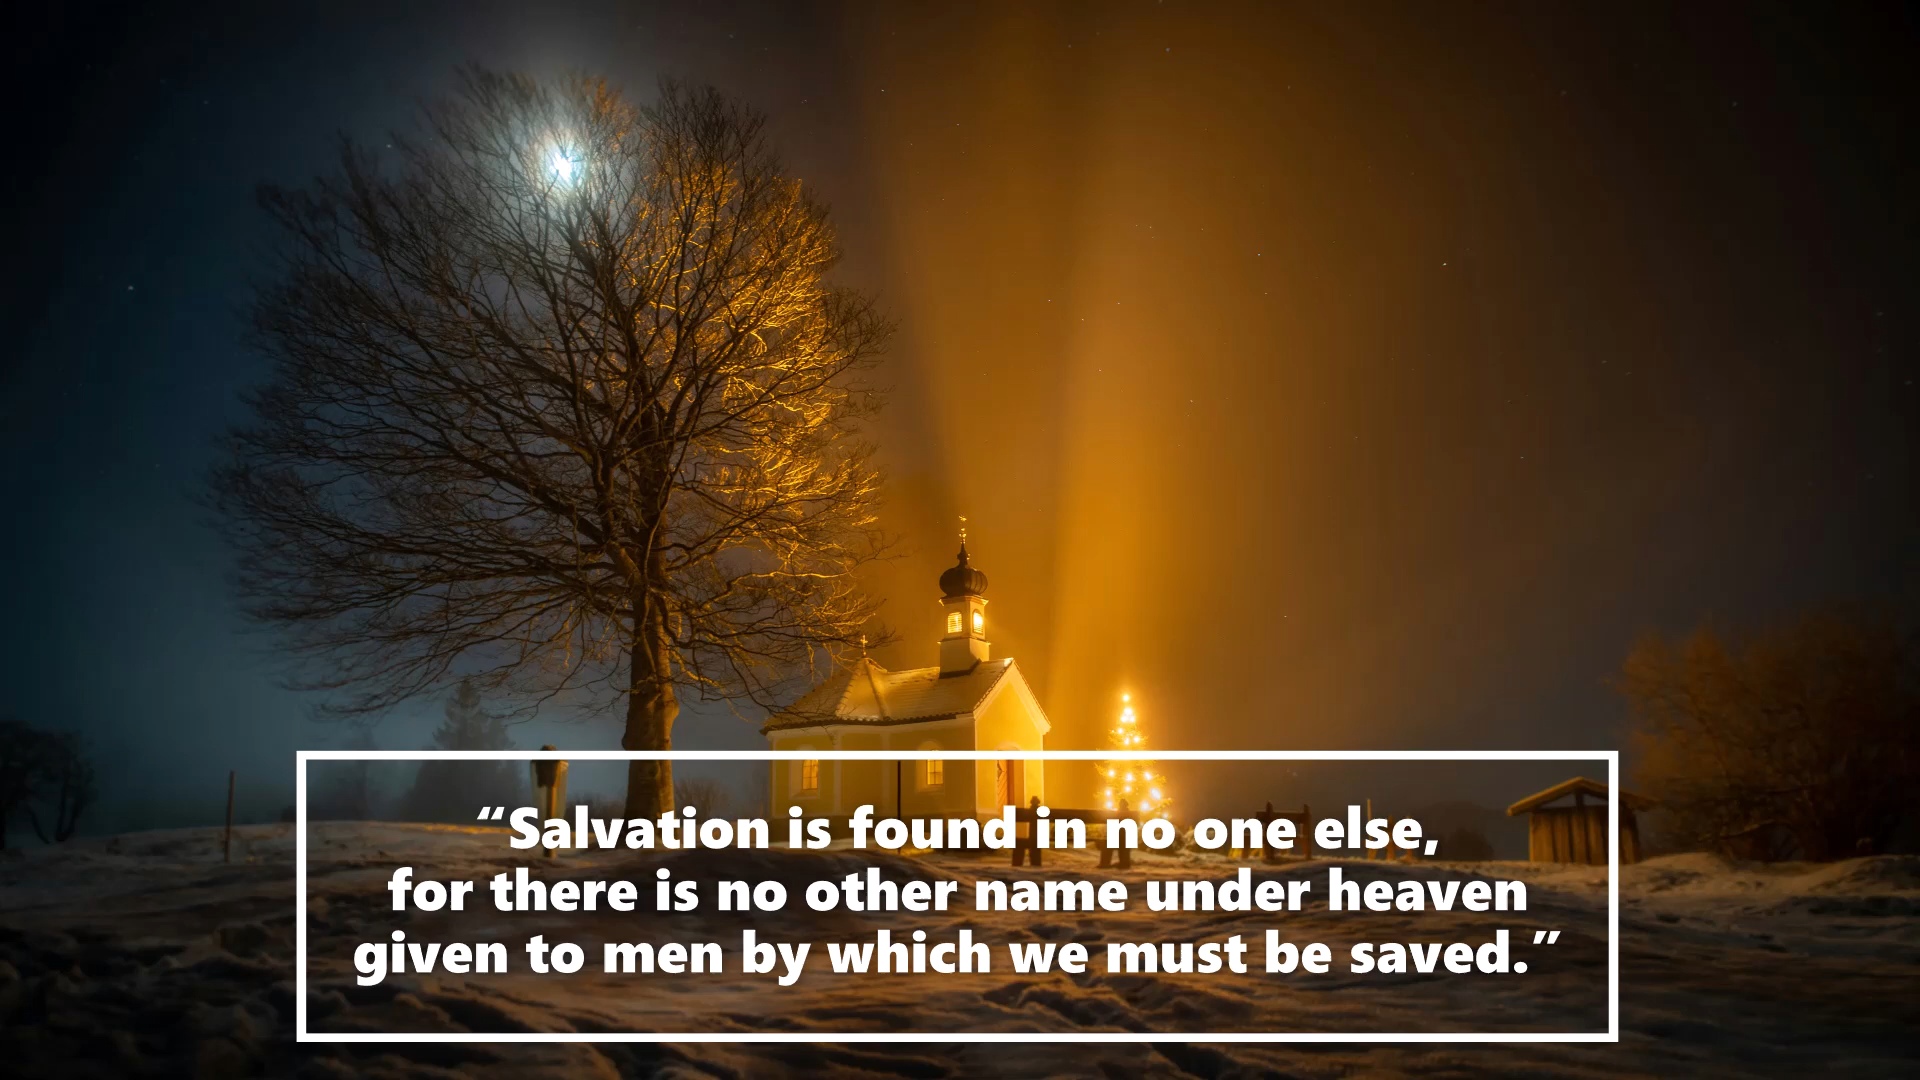 “Salvation is found in no one else,
for there is no other name under heaven
given to men by which we must be saved.”